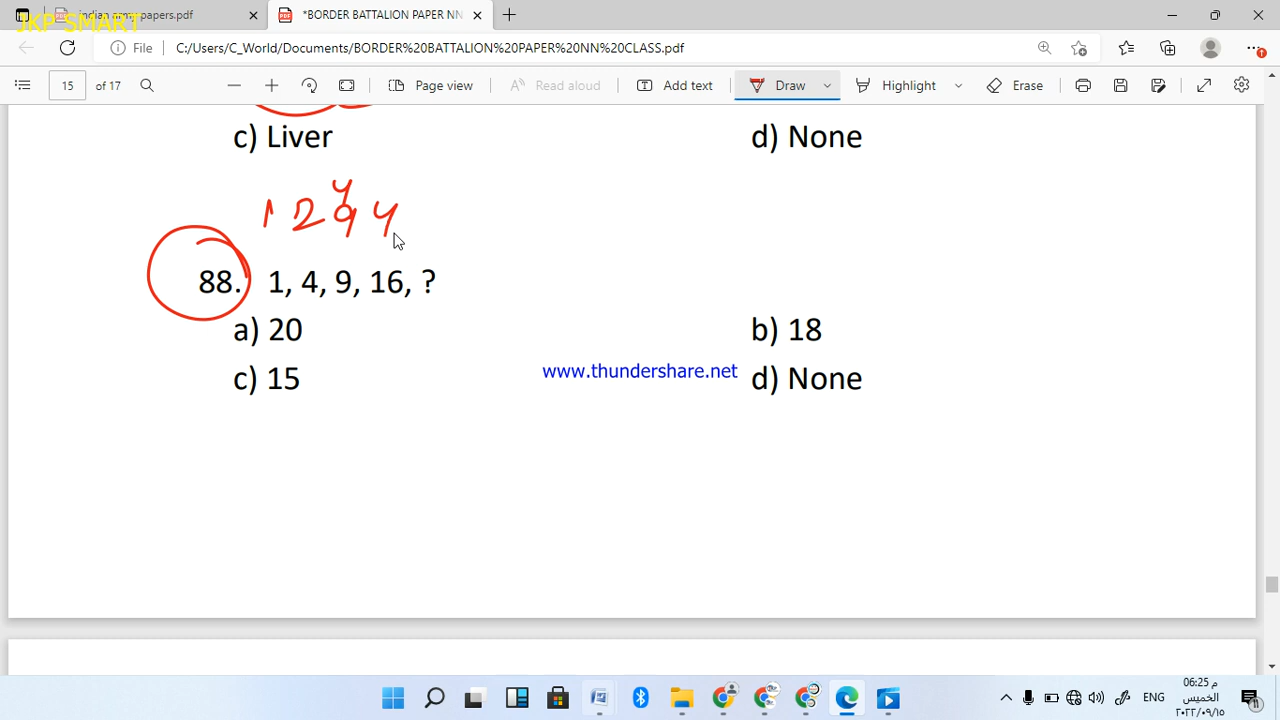 indian army papers.pdf
*BORDER BATTALION PAPER NN
JKP SMART
File C:/Users/C_World/Documents/BORDER%20BATTALION%20PAPER%20NN%20CLASS.pdf
15 of 17 Page view Read aloud Add text Draw Highlight Erase
c) Liver d) None
1 2 9 4
y
88. 1, 4, 9, 16, ?
a) 20 b) 18
c) 15 d) None
www.thundershare.net
ENG
06:25 م
الخميس
٢٠٢٢/٠٩/١٥